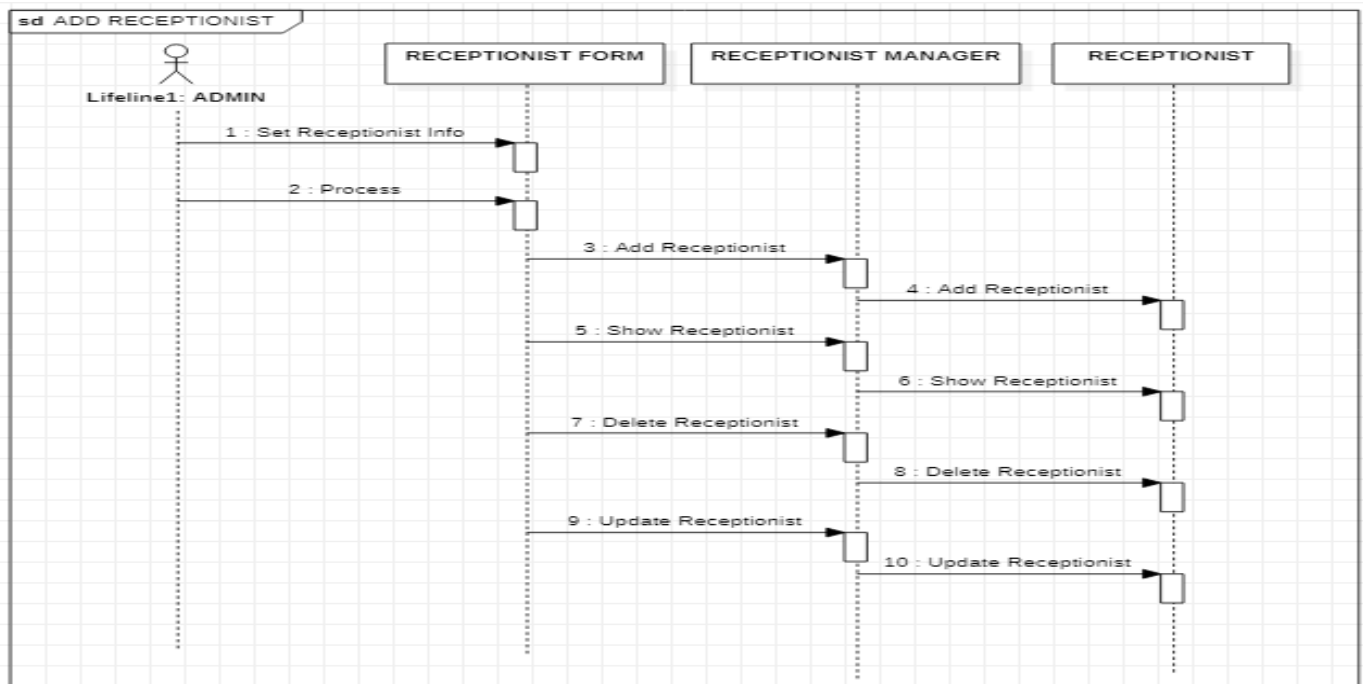 sd ADD RECEPTIONIST
RECEPTIONIST FORM
RECEPTIONIST MANAGER
RECEPTIONIST
Lifeline1: ADMIN
1 : Set Receptionist Info
2 : Process
3 : Add Receptionist
4 : Add Receptionist
5 : Show Receptionist
6 : Show Receptionist
7 : Delete Receptionist
8 : Delete Receptionist
9 : Update Receptionist
10 : Update Receptionist